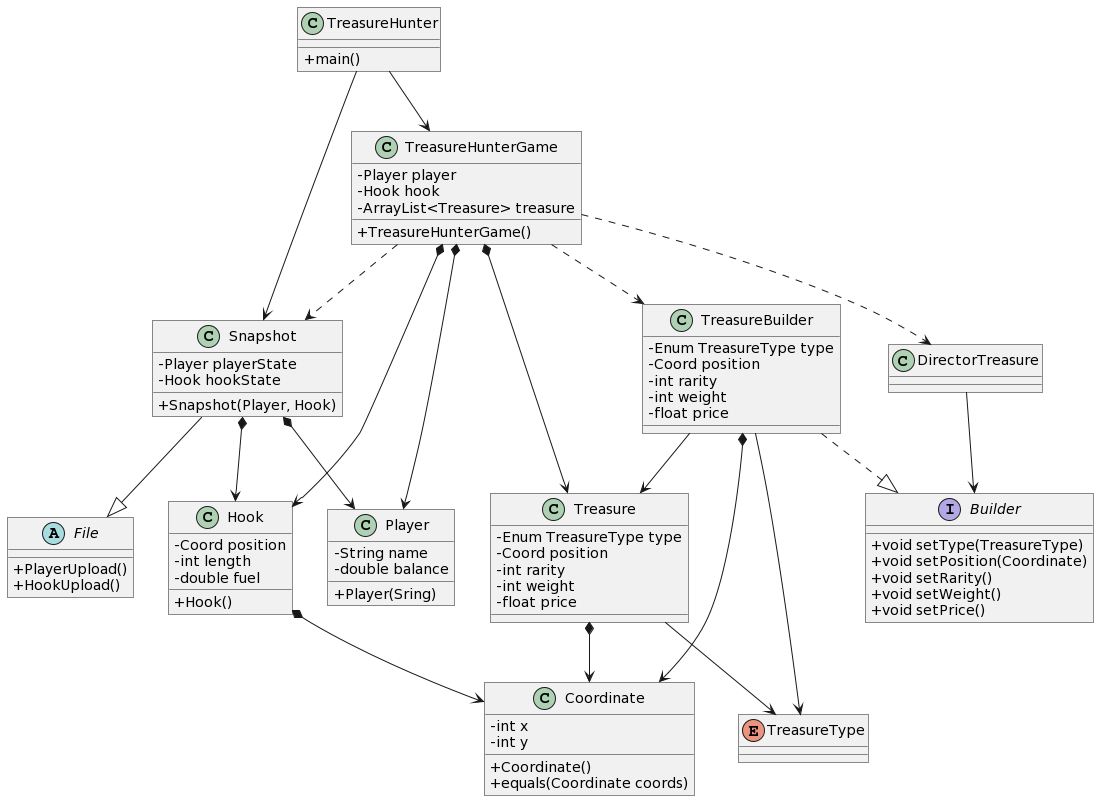 C TreasureHunter
+main()
C TreasureHunterGame
-Player player
-Hook hook
-ArrayList<Treasure> treasure
+TreasureHunterGame()
C Snapshot
-Player playerState
-Hook hookState
+Snapshot(Player, Hook)
C TreasureBuilder
-Enum TreasureType type
-Coord position
-int rarity
-int weight
-float price
C DirectorTreasure
A File
+PlayerUpload()
+HookUpload()
C Hook
-Coord position
-int length
-double fuel
+Hook()
C Player
-String name
-double balance
+Player(Sring)
C Treasure
-Enum TreasureType type
-Coord position
-int rarity
-int weight
-float price
I Builder
+void setType(TreasureType)
+void setPosition(Coordinate)
+void setRarity()
+void setWeight()
+void setPrice()
C Coordinate
-int x
-int y
+Coordinate()
+equals(Coordinate coords)
E TreasureType